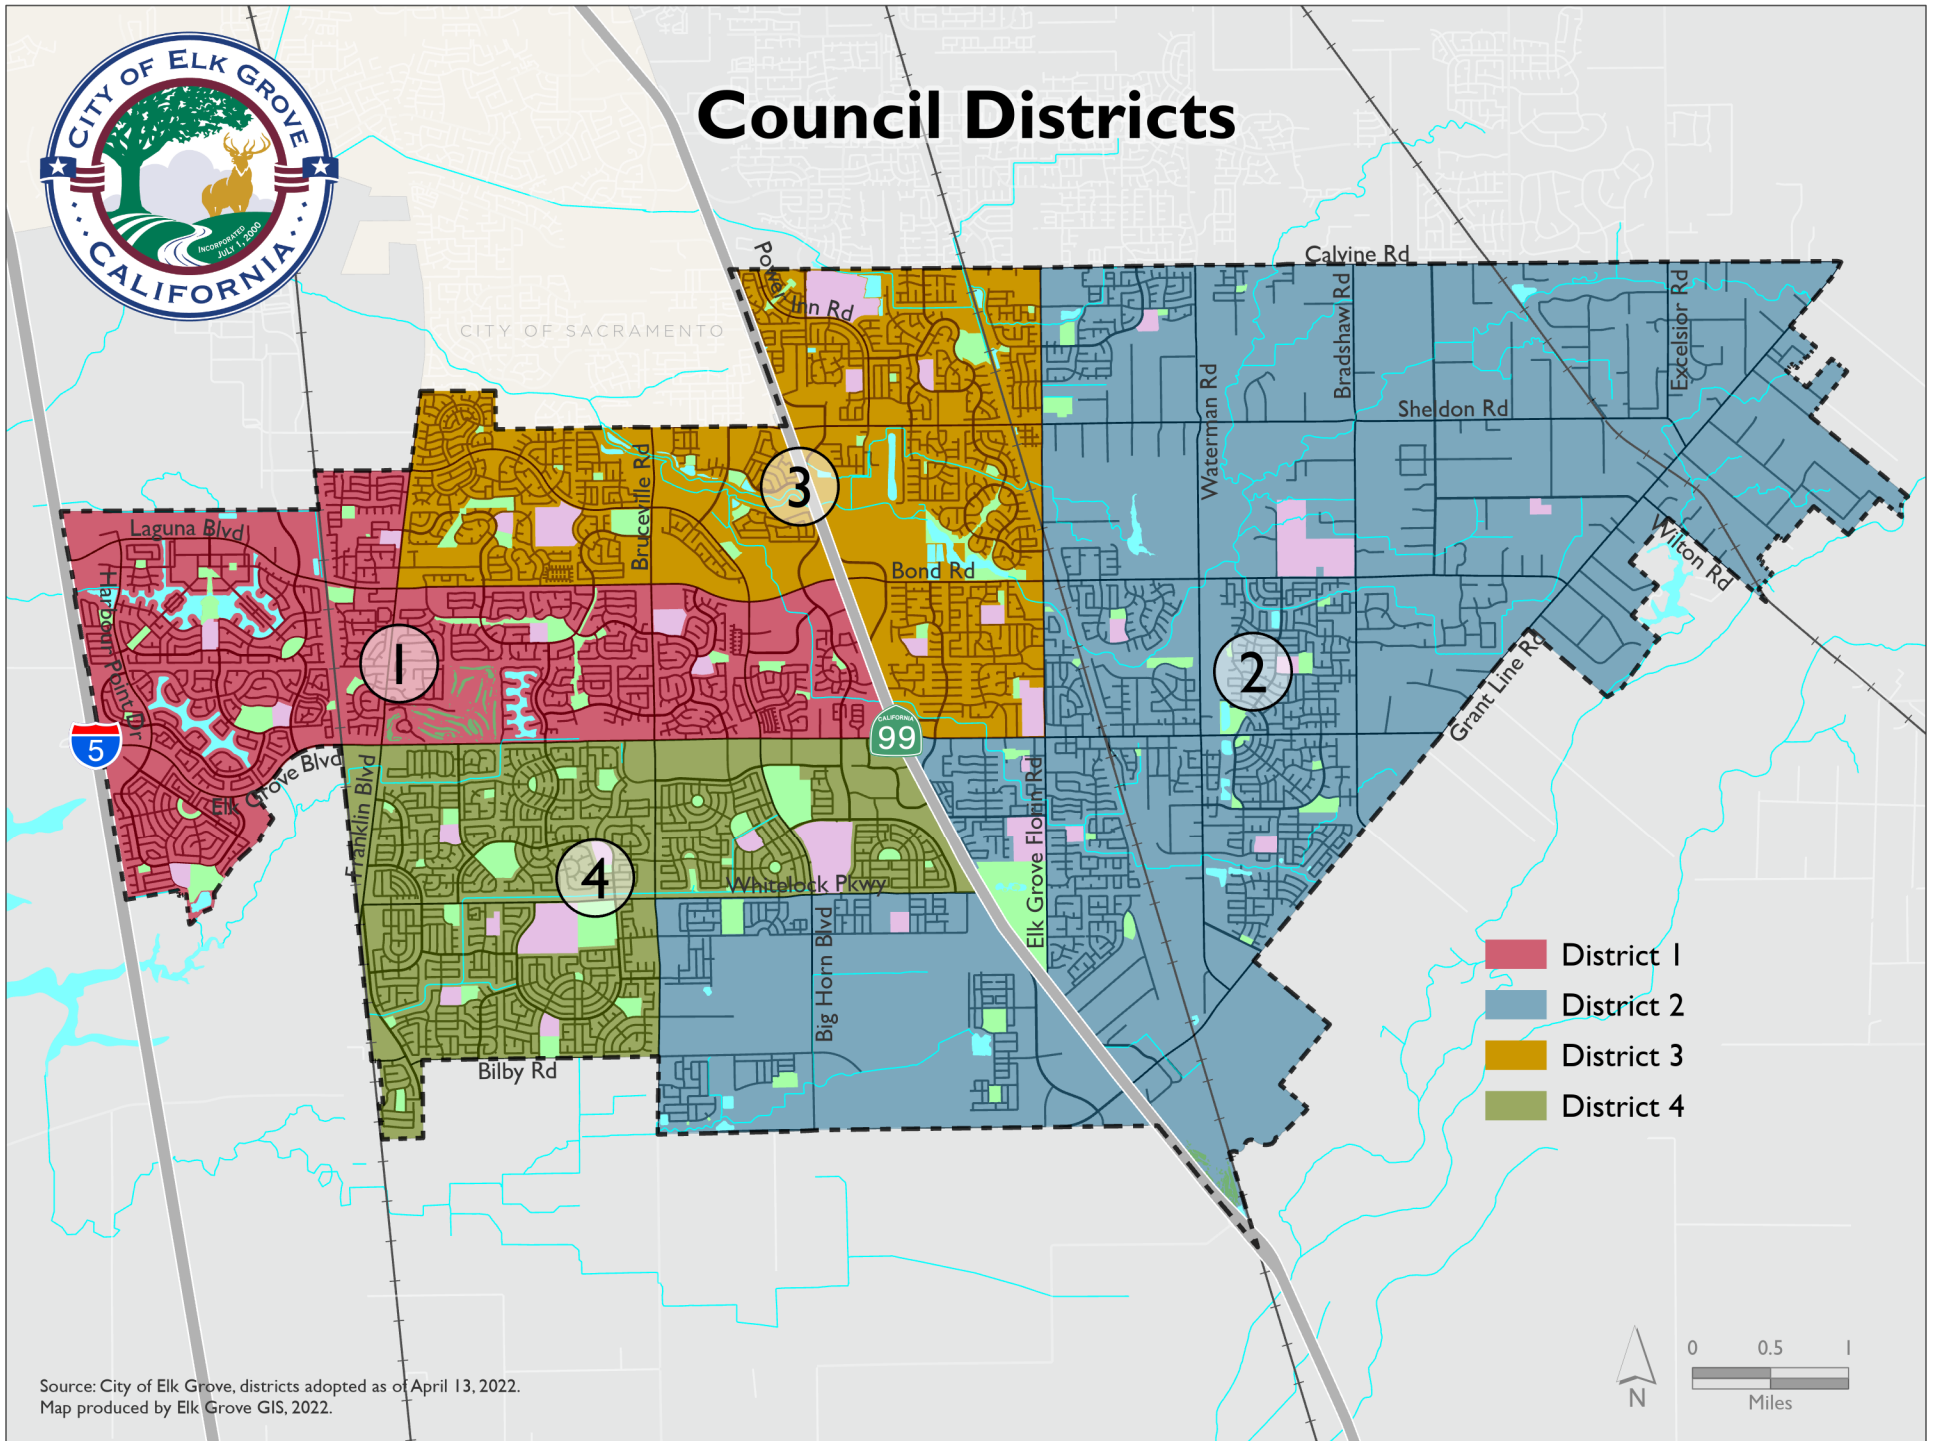 CITY OF ELK GROVE
INCORPORATED
JULY 1, 2000
CALIFORNIA
Council Districts
CITY OF SACRAMENTO
Power Inn Rd
Calvine Rd
Bradshaw Rd
Excelsior Rd
Waterman Rd
Sheldon Rd
Bruceville Rd
3
Laguna Blvd
Wilton Rd
Bond Rd
Harbour Point Dr
1
2
Grant Line Rd
CALIFORNIA
99
5
Elk Grove Blvd
Franklin Blvd
Elk Grove Florin Rd
4
Whitelock Pkwy
Big Horn Blvd
Bilby Rd
District 1
District 2
District 3
District 4
Source: City of Elk Grove, districts adopted as of April 13, 2022.
Map produced by Elk Grove GIS, 2022.
N
0 0.5 1
Miles